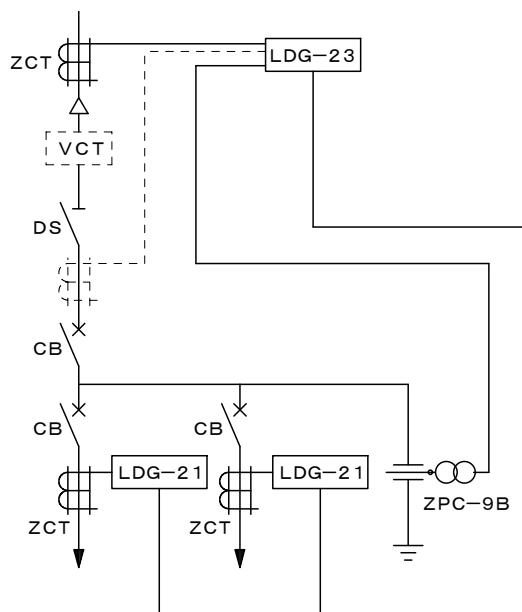 ZCT
LDG-23
VCT
DS
CB
CB
CB
LDG-21
LDG-21
ZPC-9B
ZCT
ZCT